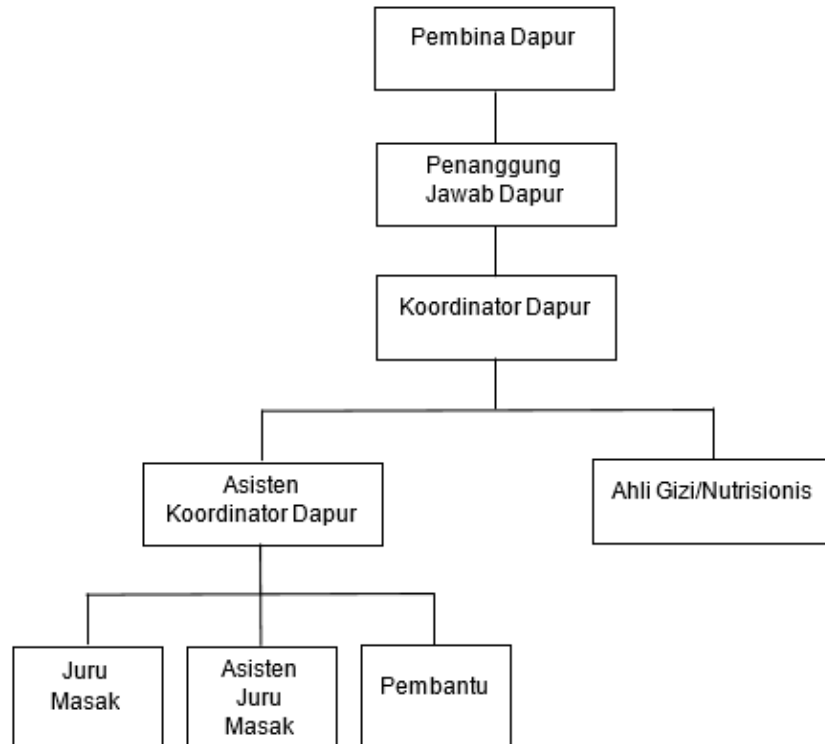 Pembina Dapur
Penanggung
Jawab Dapur
Koordinator Dapur
Asisten
Koordinator Dapur
Ahli Gizi/Nutrisionis
Juru
Masak
Asisten
Juru
Masak
Pembantu